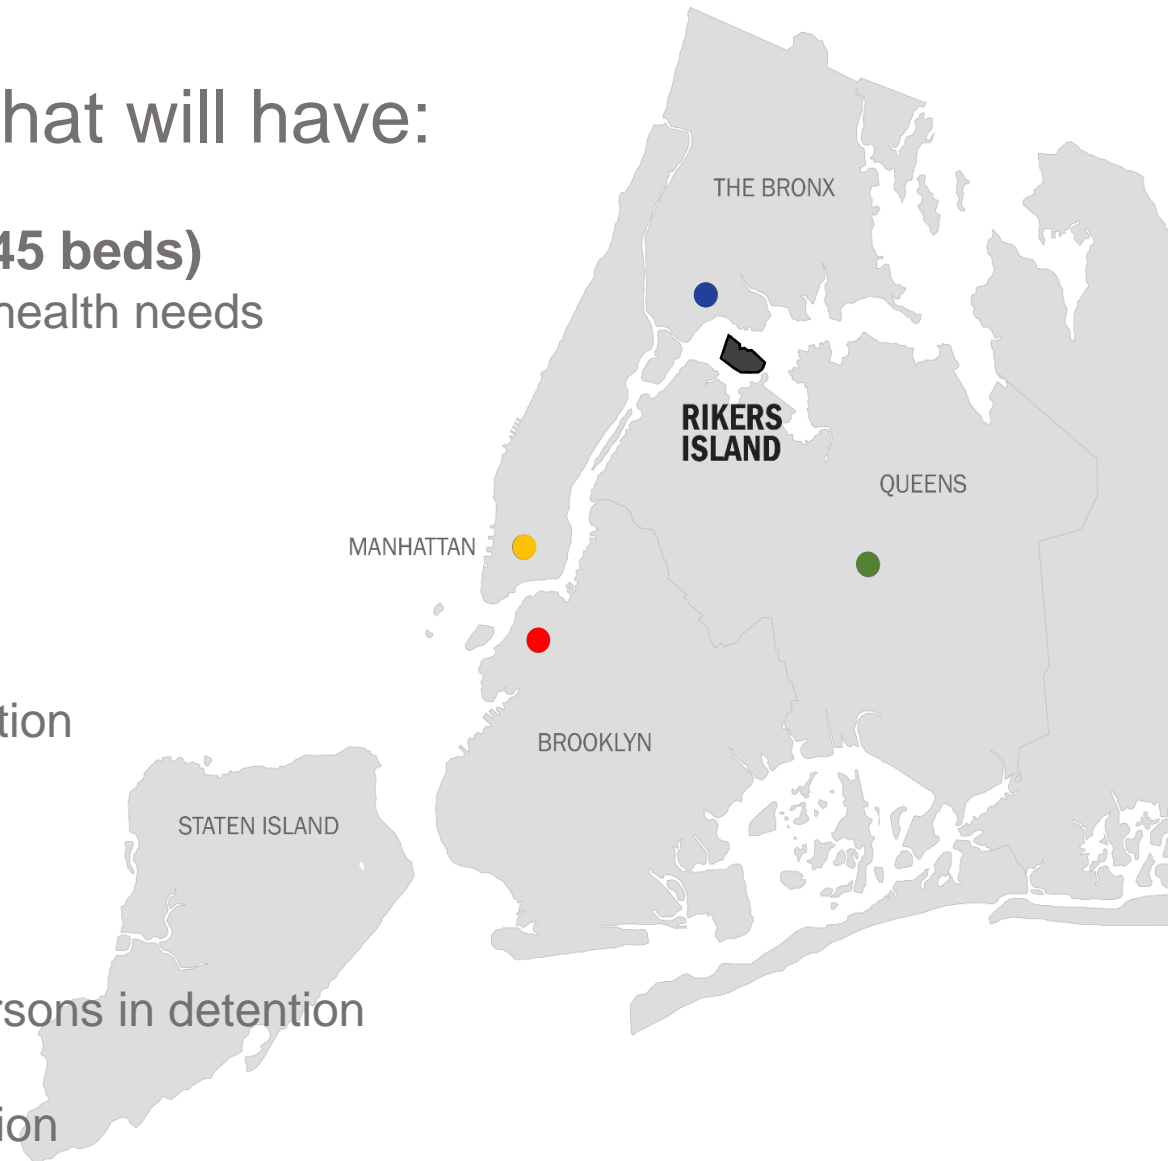 hat will have:
45 beds)
health needs
tion
rsons in detention
ion
THE BRONX
RIKERS
ISLAND
QUEENS
MANHATTAN
BROOKLYN
STATEN ISLAND